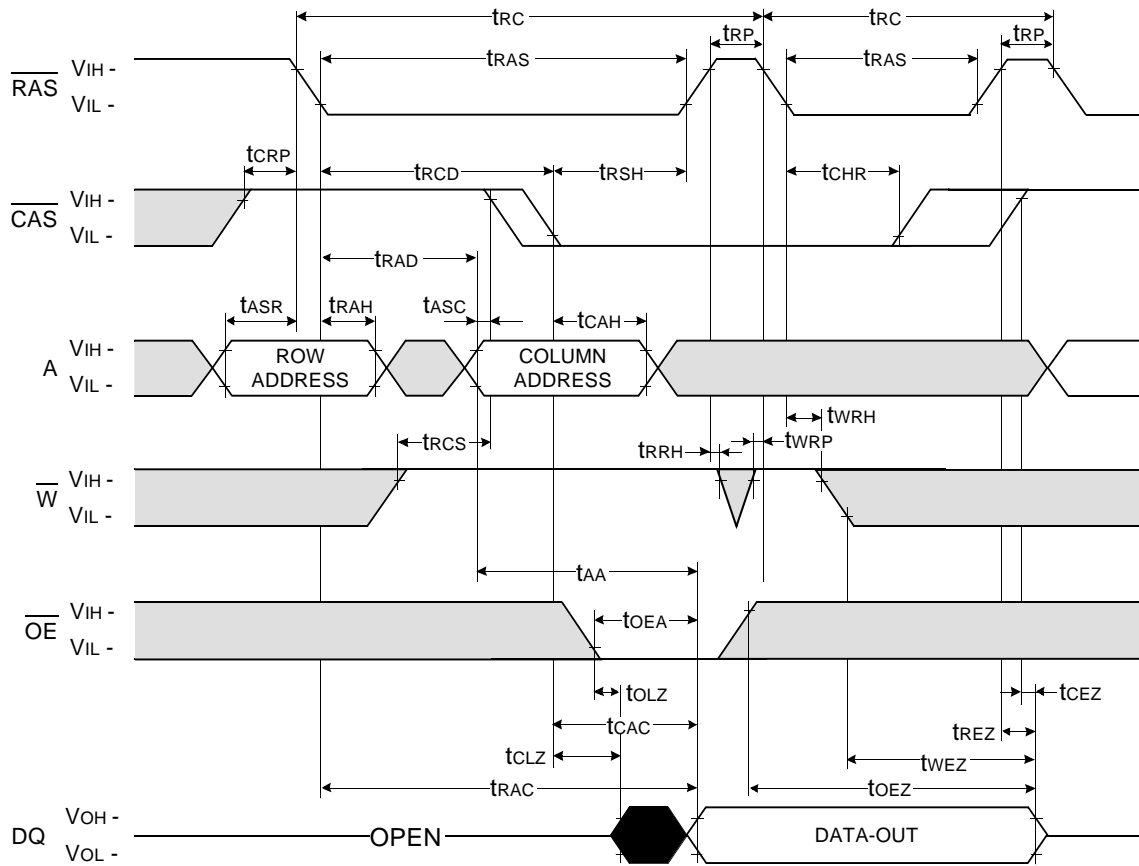 tRC tRC
tRP tRP
tRAS tRAS
RAS VIH -
VIL -
tCRP tRCD tRSH tCHR
CAS VIH -
VIL -
tRAD
tASR tRAH tASC tCAH
A VIH -
VIL -
ROW
ADDRESS
COLUMN
ADDRESS
tWRH
tRCS tRRH tWRP
W VIH -
VIL -
tAA
OE VIH -
VIL -
tOEA
tOLZ tCEZ
tCAC
tREZ
tCLZ
tWEZ
tRAC tOEZ
DQ VOH -
VOL -
OPEN DATA-OUT